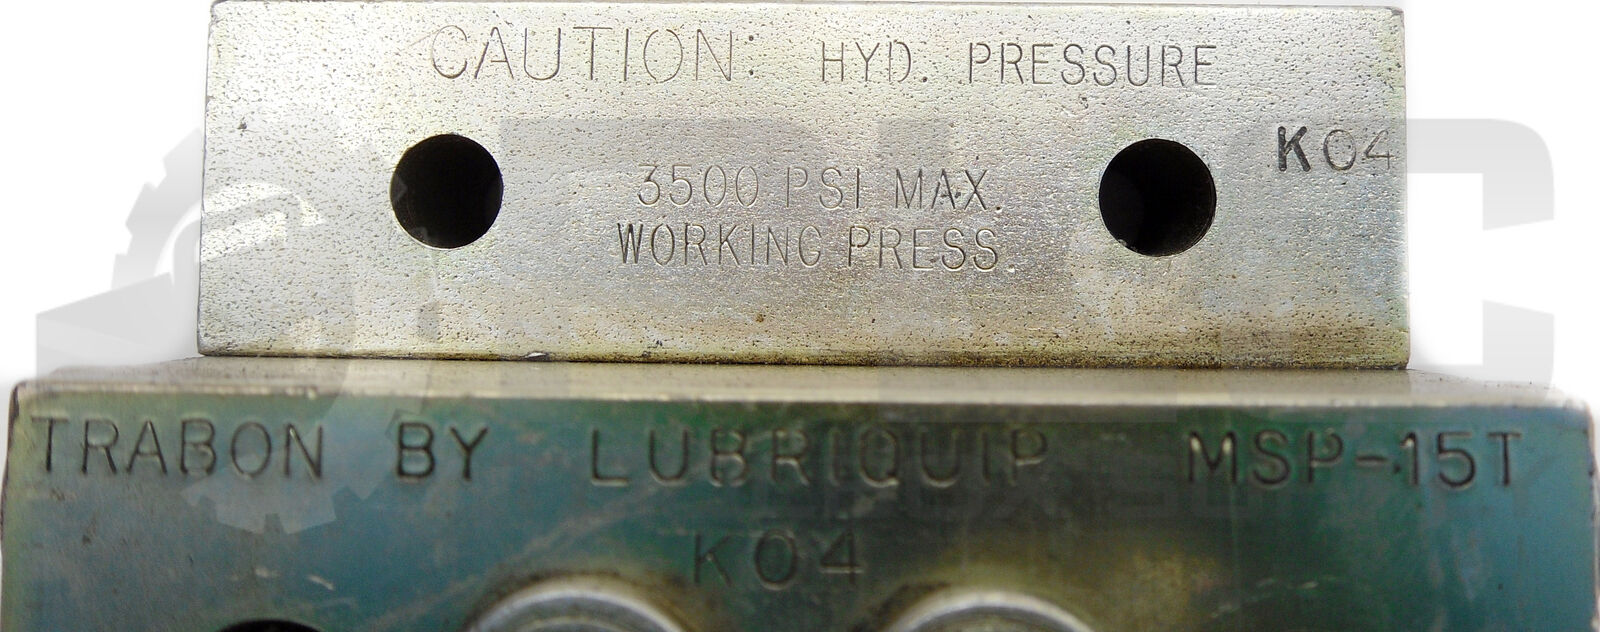 CAUTION: HYD. PRESSURE
K04
3500 PSI MAX.
WORKING PRESS.
TRABON BY LUBRIQUIP MSP-15T
K04